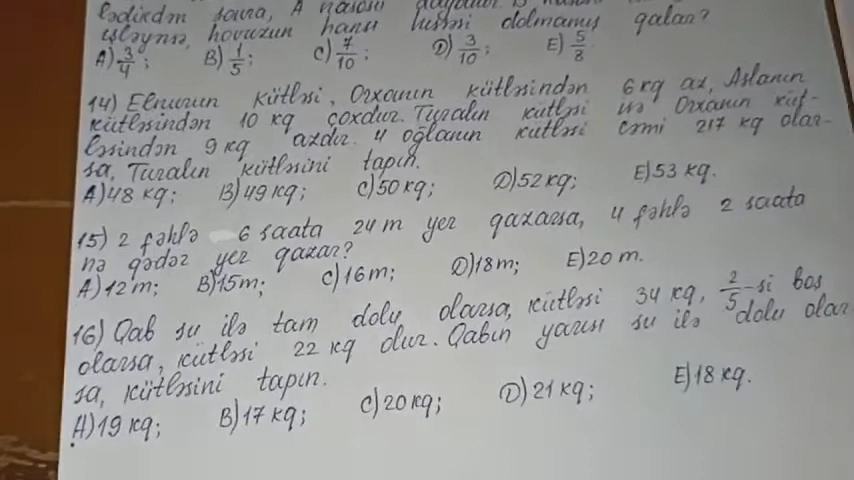 lədikdən sonra, A nasosu
işləyirsə, hovuzun hansı hissəsi dolmamış qalar?
A) 3/4; B) 1/5; C) 7/10; D) 3/10; E) 5/8
14) Elnurun kütləsi, Orxanın kütləsindən 6 kq az, Aslanın
kütləsindən 10 kq çoxdur. Turalın kütləsi isə Orxanın küt-
ləsindən 9 kq azdır. 4 oğlanın kütləsi cəmi 217 kq olar-
sa, Turalın kütləsini tapın.
A) 48 kq; B) 49 kq; C) 50 kq; D) 52 kq; E) 53 kq.
15) 2 fəhlə 6 saata 24 m yer qazarsa, 4 fəhlə 2 saata
nə qədər yer qazar?
A) 12 m; B) 15 m; C) 16 m; D) 18 m; E) 20 m.
16) Qab su ilə tam dolu olarsa, kütləsi 34 kq, 2/5-si boş
olarsa, kütləsi 22 kq olur. Qabın yarısı su ilə dolu olar
sa, kütləsini tapın.
A) 19 kq; B) 17 kq; C) 20 kq; D) 21 kq; E) 18 kq.